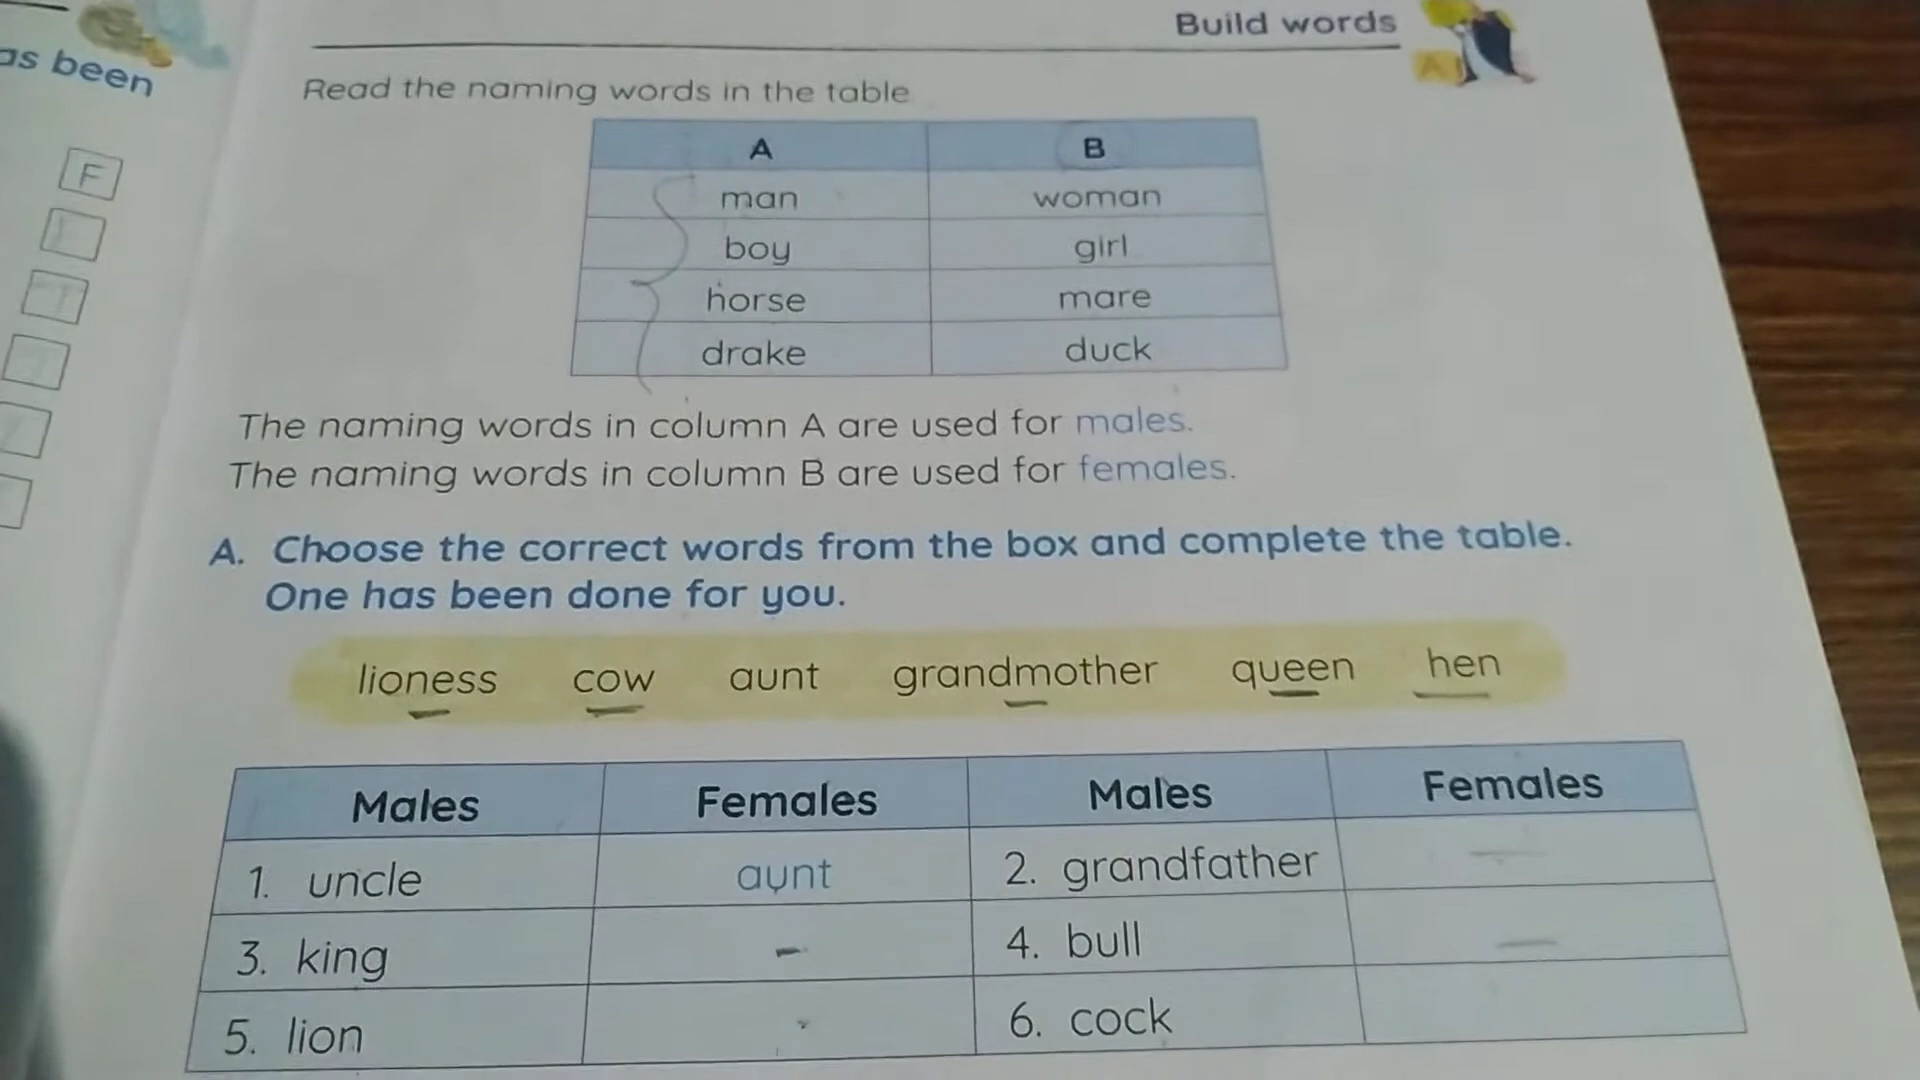 Build words
as been
F
Read the naming words in the table
A B
man woman
boy girl
horse mare
drake duck
The naming words in column A are used for males.
The naming words in column B are used for females.
A. Choose the correct words from the box and complete the table.
One has been done for you.
lioness cow aunt grandmother queen hen
Males Females Males Females
1. uncle aunt 2. grandfather
3. king 4. bull
5. lion 6. cock